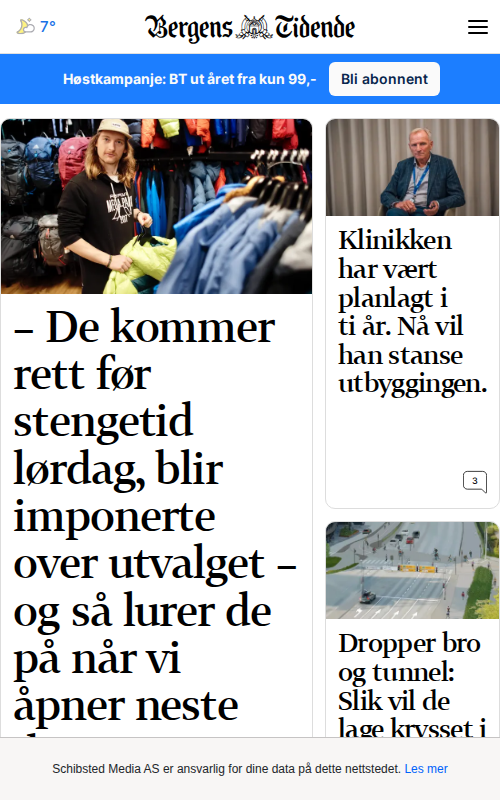 7°
Bergens Tidende
Høstkampanje: BT ut året fra kun 99,-
Bli abonnent
– De kommer
rett før
stengetid
lørdag, blir
imponerte
over utvalget –
og så lurer de
på når vi
åpner neste
Klinikken
har vært
planlagt i
ti år. Nå vil
han stanse
utbyggingen.
3
Dropper bro
og tunnel:
Slik vil de
lage krysset i
Schibsted Media AS er ansvarlig for dine data på dette nettstedet. Les mer